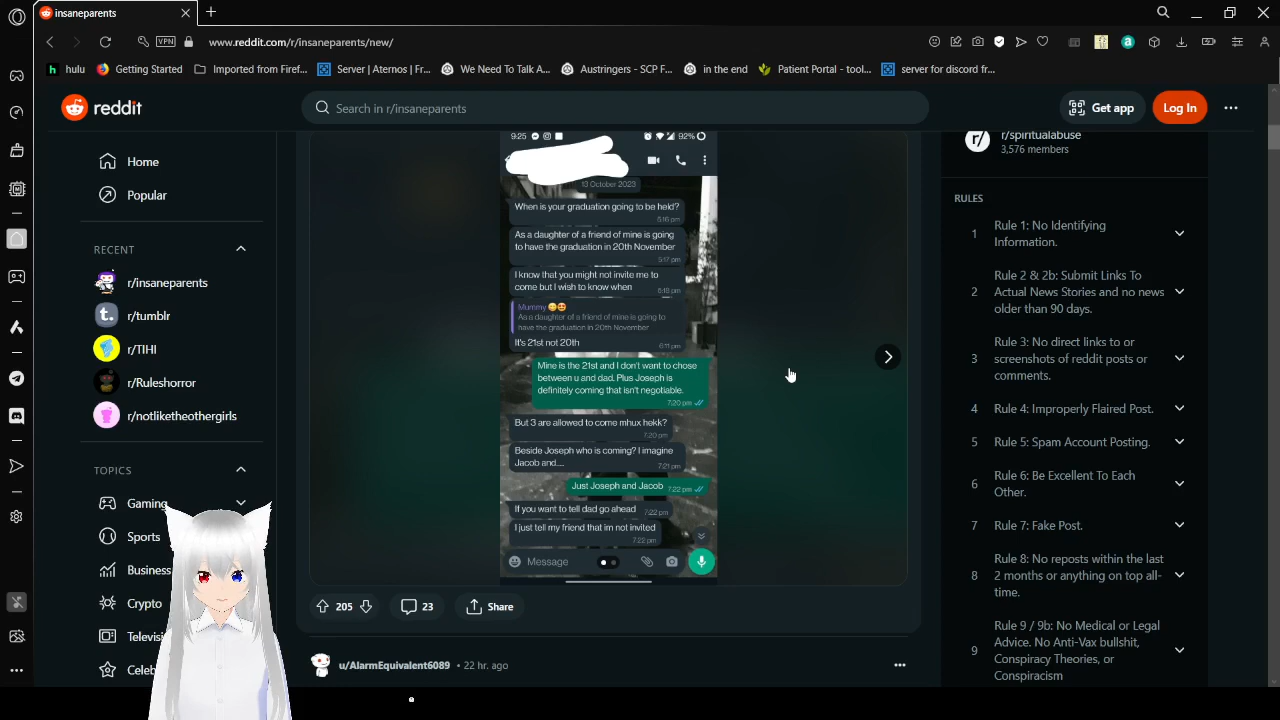 insaneparents
VPN
www.reddit.com/r/insaneparents/new/
hulu
Getting Started
Imported from Firef...
Server | Aternos | Fr...
We Need To Talk A...
Austringers - SCP F...
in the end
Patient Portal - tool...
server for discord fr...
reddit
Search in r/insaneparents
Get app
Log In
Home
Popular
RECENT
r/insaneparents
r/tumblr
r/TIHI
r/Ruleshorror
r/notliketheothergirls
TOPICS
Gaming
Sports
Business
Crypto
Televisi
Celeb
9:25
92%
13 October 2023
When is your graduation going to be held?
5:16 pm
As a daughter of a friend of mine is going
to have the graduation in 20th November
5:17 pm
I know that you might not invite me to
come but I wish to know when
5:18 pm
Mummy
As a daughter of a friend of mine is going to
have the graduation in 20th November
It's 21st not 20th
6:11 pm
Mine is the 21st and I don't want to chose
between u and dad. Plus Joseph is
definitely coming that isn't negotiable.
7:20 pm
But 3 are allowed to come mhux hekk?
7:20 pm
Beside Joseph who is coming? I imagine
Jacob and....
7:21 pm
Just Joseph and Jacob
7:22 pm
If you want to tell dad go ahead
7:22 pm
I just tell my friend that im not invited
7:22 pm
Message
205
23
Share
u/AlarmEquivalent6089
• 22 hr. ago
r/
r/spiritualabuse
3,576 members
RULES
1 Rule 1: No Identifying
Information.
2 Rule 2 & 2b: Submit Links To
Actual News Stories and no news
older than 90 days.
3 Rule 3: No direct links to or
screenshots of reddit posts or
comments.
4 Rule 4: Improperly Flaired Post.
5 Rule 5: Spam Account Posting.
6 Rule 6: Be Excellent To Each
Other.
7 Rule 7: Fake Post.
8 Rule 8: No reposts within the last
2 months or anything on top all-
time.
9 Rule 9 / 9b: No Medical or Legal
Advice. No Anti-Vax bullshit,
Conspiracy Theories, or
Conspiracism